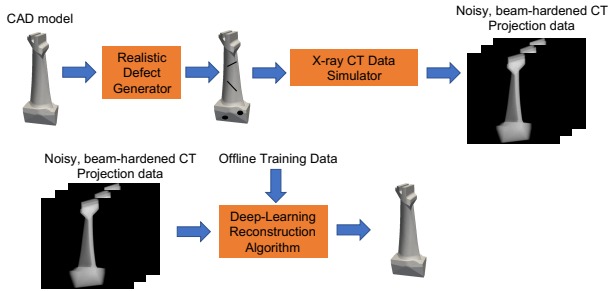 CAD model
Realistic
Defect
Generator
X-ray CT Data
Simulator
Noisy, beam-hardened CT
Projection data
Noisy, beam-hardened CT
Projection data
Offline Training Data
Deep-Learning
Reconstruction
Algorithm